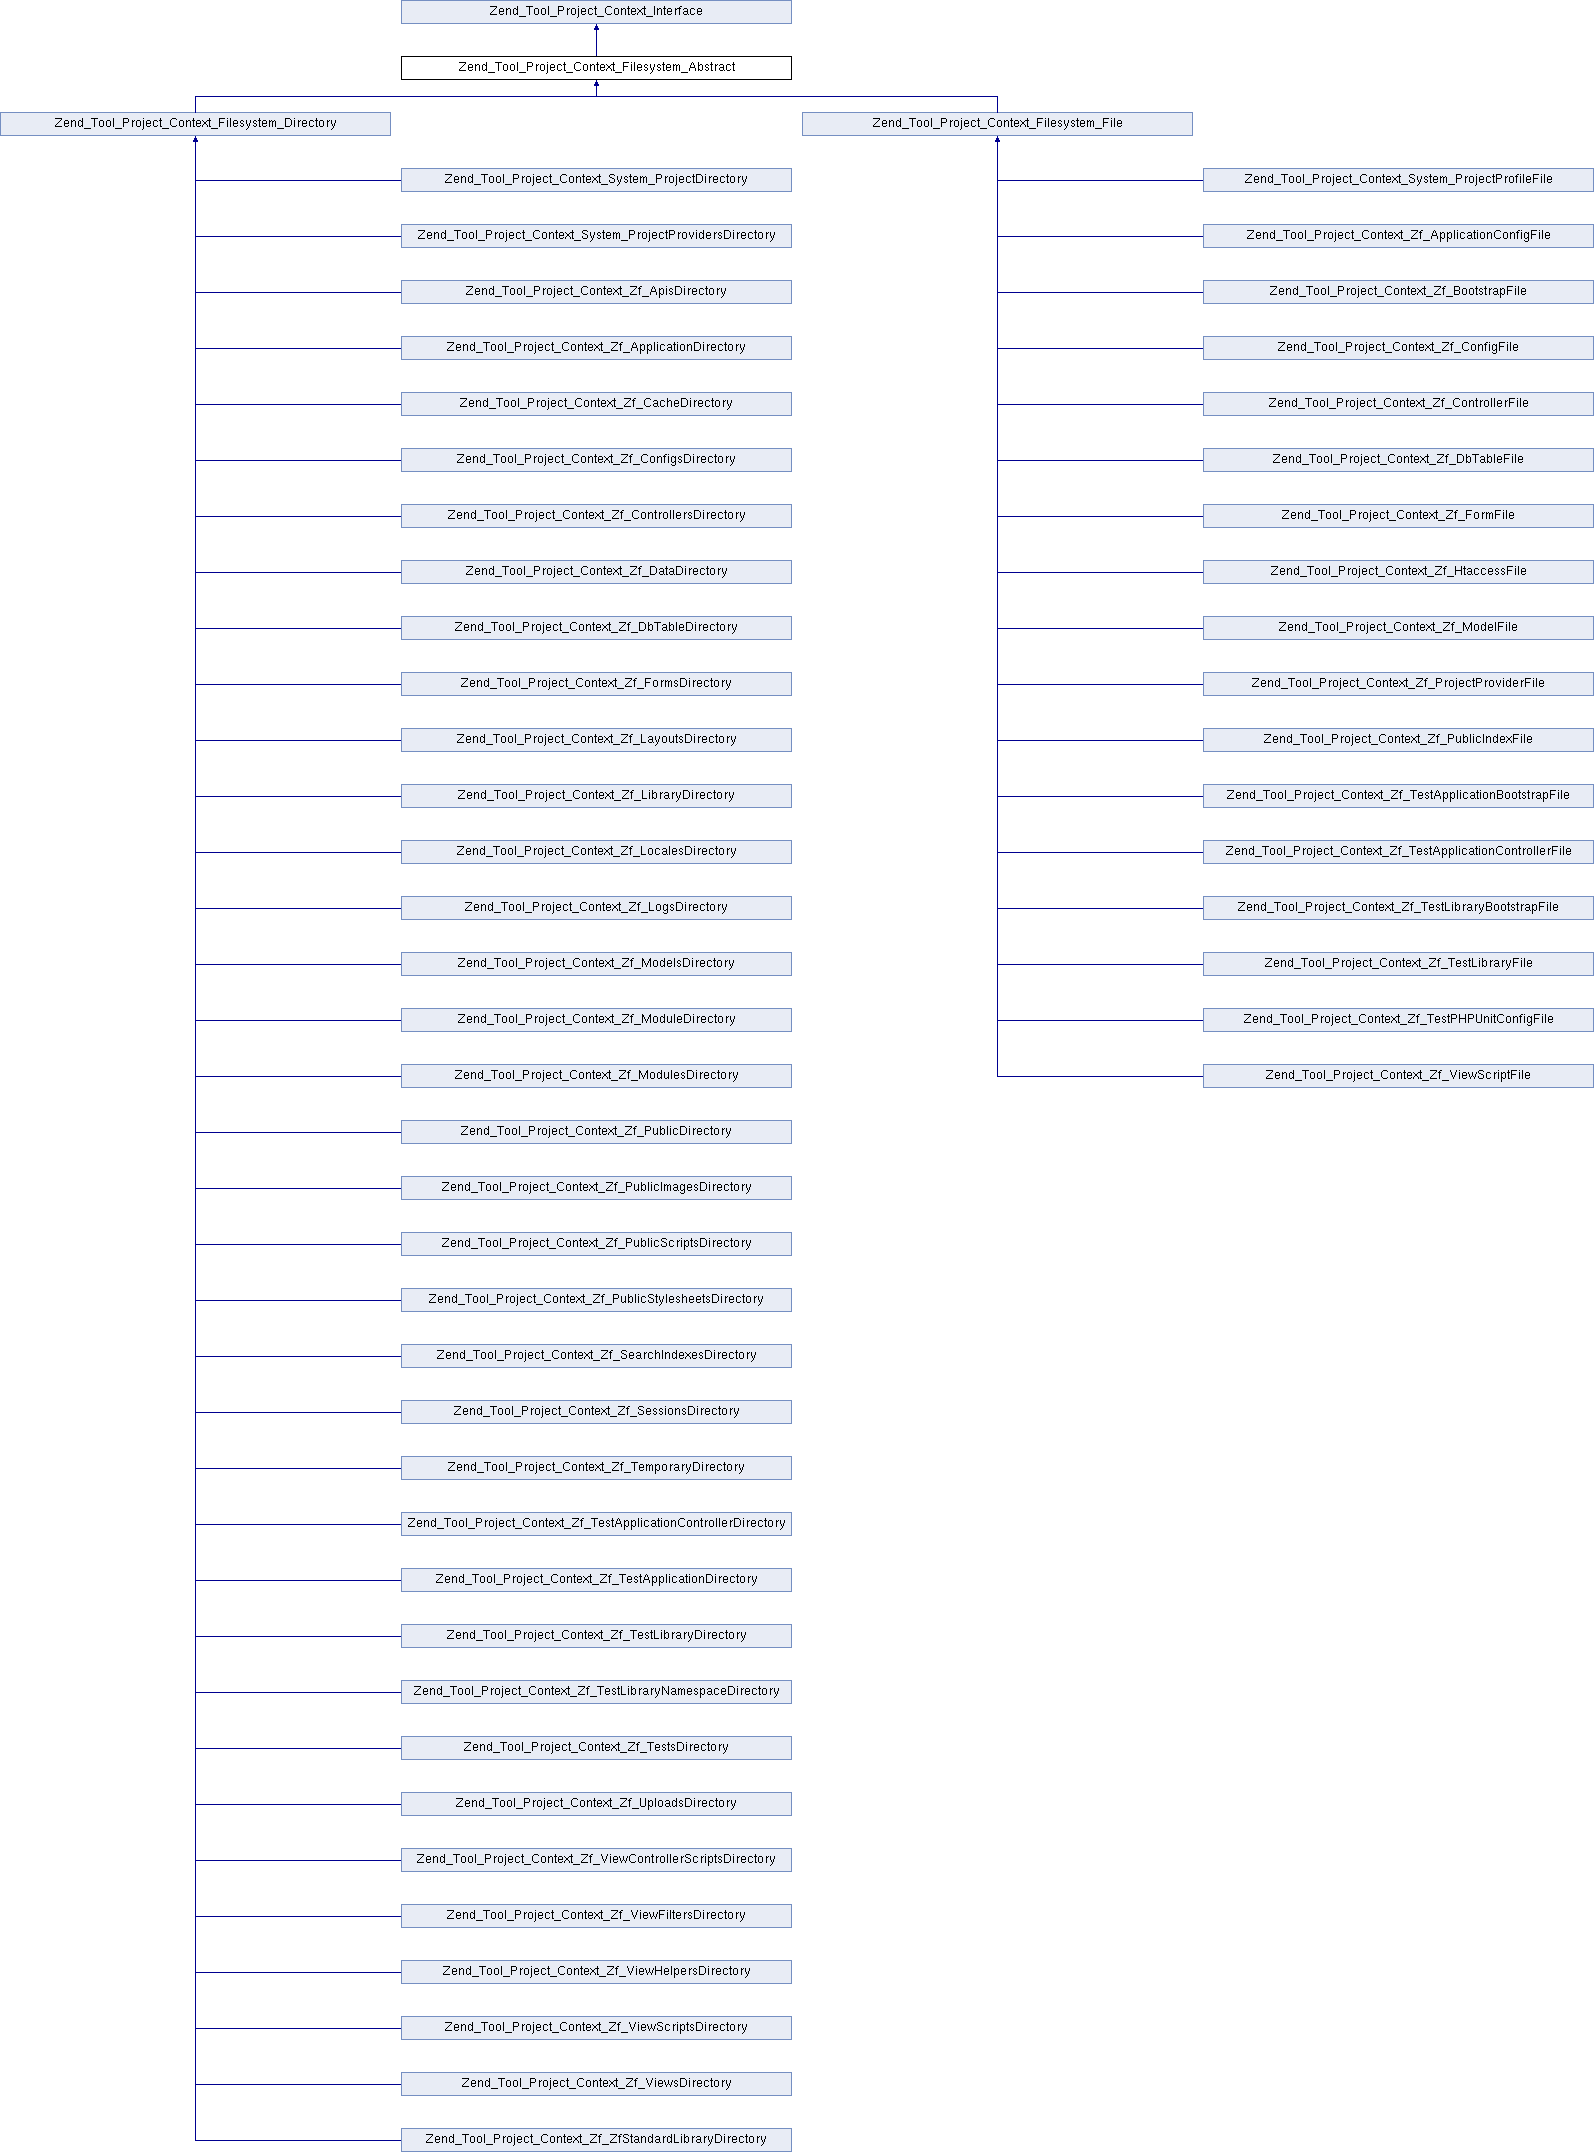 Zend_Tool_Project_Context_Interface
Zend_Tool_Project_Context_Filesystem_Abstract
Zend_Tool_Project_Context_Filesystem_Directory
Zend_Tool_Project_Context_Filesystem_File
Zend_Tool_Project_Context_System_ProjectDirectory
Zend_Tool_Project_Context_System_ProjectProvidersDirectory
Zend_Tool_Project_Context_Zf_ApisDirectory
Zend_Tool_Project_Context_Zf_ApplicationDirectory
Zend_Tool_Project_Context_Zf_CacheDirectory
Zend_Tool_Project_Context_Zf_ConfigsDirectory
Zend_Tool_Project_Context_Zf_ControllersDirectory
Zend_Tool_Project_Context_Zf_DataDirectory
Zend_Tool_Project_Context_Zf_DbTableDirectory
Zend_Tool_Project_Context_Zf_FormsDirectory
Zend_Tool_Project_Context_Zf_LayoutsDirectory
Zend_Tool_Project_Context_Zf_LibraryDirectory
Zend_Tool_Project_Context_Zf_LocalesDirectory
Zend_Tool_Project_Context_Zf_LogsDirectory
Zend_Tool_Project_Context_Zf_ModelsDirectory
Zend_Tool_Project_Context_Zf_ModuleDirectory
Zend_Tool_Project_Context_Zf_ModulesDirectory
Zend_Tool_Project_Context_Zf_PublicDirectory
Zend_Tool_Project_Context_Zf_PublicImagesDirectory
Zend_Tool_Project_Context_Zf_PublicScriptsDirectory
Zend_Tool_Project_Context_Zf_PublicStylesheetsDirectory
Zend_Tool_Project_Context_Zf_SearchIndexesDirectory
Zend_Tool_Project_Context_Zf_SessionsDirectory
Zend_Tool_Project_Context_Zf_TemporaryDirectory
Zend_Tool_Project_Context_Zf_TestApplicationControllerDirectory
Zend_Tool_Project_Context_Zf_TestApplicationDirectory
Zend_Tool_Project_Context_Zf_TestLibraryDirectory
Zend_Tool_Project_Context_Zf_TestLibraryNamespaceDirectory
Zend_Tool_Project_Context_Zf_TestsDirectory
Zend_Tool_Project_Context_Zf_UploadsDirectory
Zend_Tool_Project_Context_Zf_ViewControllerScriptsDirectory
Zend_Tool_Project_Context_Zf_ViewFiltersDirectory
Zend_Tool_Project_Context_Zf_ViewHelpersDirectory
Zend_Tool_Project_Context_Zf_ViewScriptsDirectory
Zend_Tool_Project_Context_Zf_ViewsDirectory
Zend_Tool_Project_Context_Zf_ZfStandardLibraryDirectory
Zend_Tool_Project_Context_System_ProjectProfileFile
Zend_Tool_Project_Context_Zf_ApplicationConfigFile
Zend_Tool_Project_Context_Zf_BootstrapFile
Zend_Tool_Project_Context_Zf_ConfigFile
Zend_Tool_Project_Context_Zf_ControllerFile
Zend_Tool_Project_Context_Zf_DbTableFile
Zend_Tool_Project_Context_Zf_FormFile
Zend_Tool_Project_Context_Zf_HtaccessFile
Zend_Tool_Project_Context_Zf_ModelFile
Zend_Tool_Project_Context_Zf_ProjectProviderFile
Zend_Tool_Project_Context_Zf_PublicIndexFile
Zend_Tool_Project_Context_Zf_TestApplicationBootstrapFile
Zend_Tool_Project_Context_Zf_TestApplicationControllerFile
Zend_Tool_Project_Context_Zf_TestLibraryBootstrapFile
Zend_Tool_Project_Context_Zf_TestLibraryFile
Zend_Tool_Project_Context_Zf_TestPHPUnitConfigFile
Zend_Tool_Project_Context_Zf_ViewScriptFile